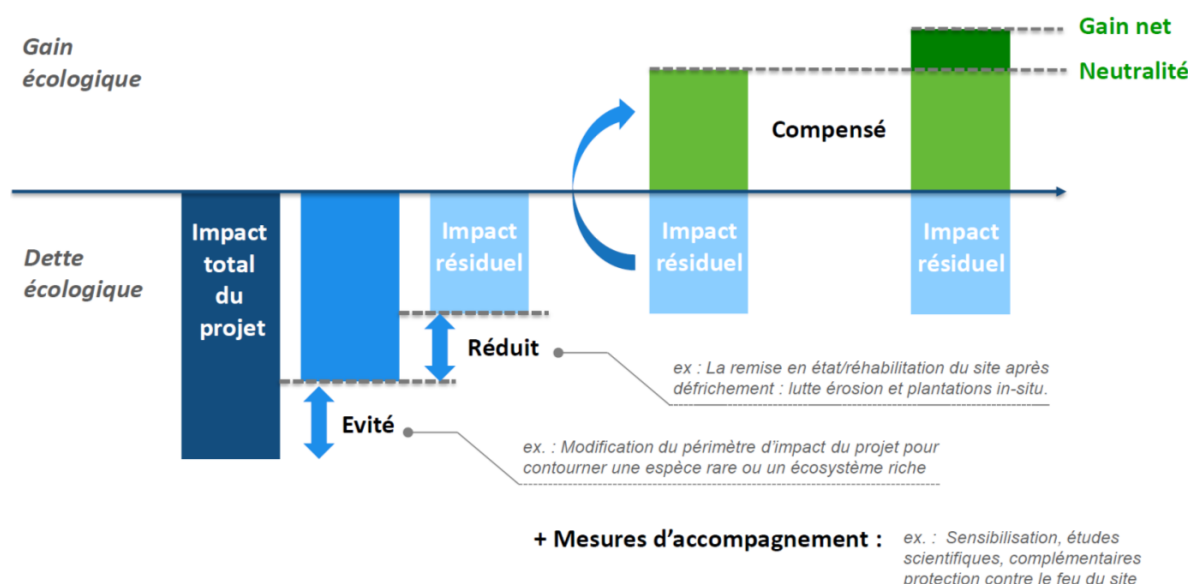 Gain
écologique
Gain net
Neutralité
Compensé
Dette
écologique
Impact
total
du
projet
Impact
résiduel
Impact
résiduel
Impact
résiduel
Réduit
ex : La remise en état/réhabilitation du site après
défrichement : lutte érosion et plantations in-situ.
Evité
ex. : Modification du périmètre d'impact du projet pour
contourner une espèce rare ou un écosystème riche
+ Mesures d'accompagnement :
ex. : Sensibilisation, études
scientifiques, complémentaires
protection contre le feu du site